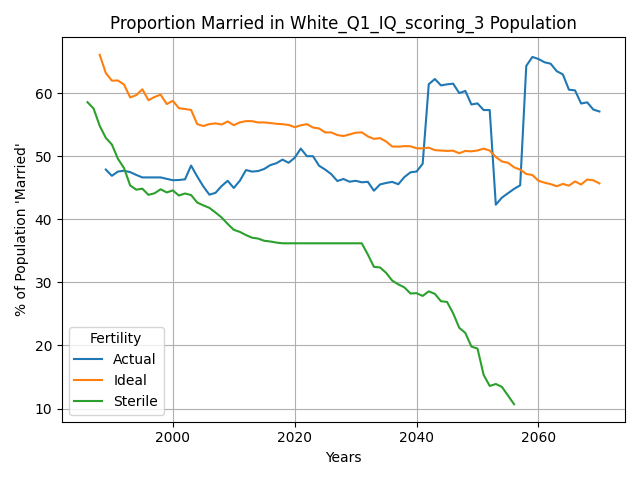 Proportion Married in White_Q1_IQ_scoring_3 Population
% of Population 'Married'
60
50
40
30
20
10
Fertility
Actual
Ideal
Sterile
2000
2020
2040
2060
Years